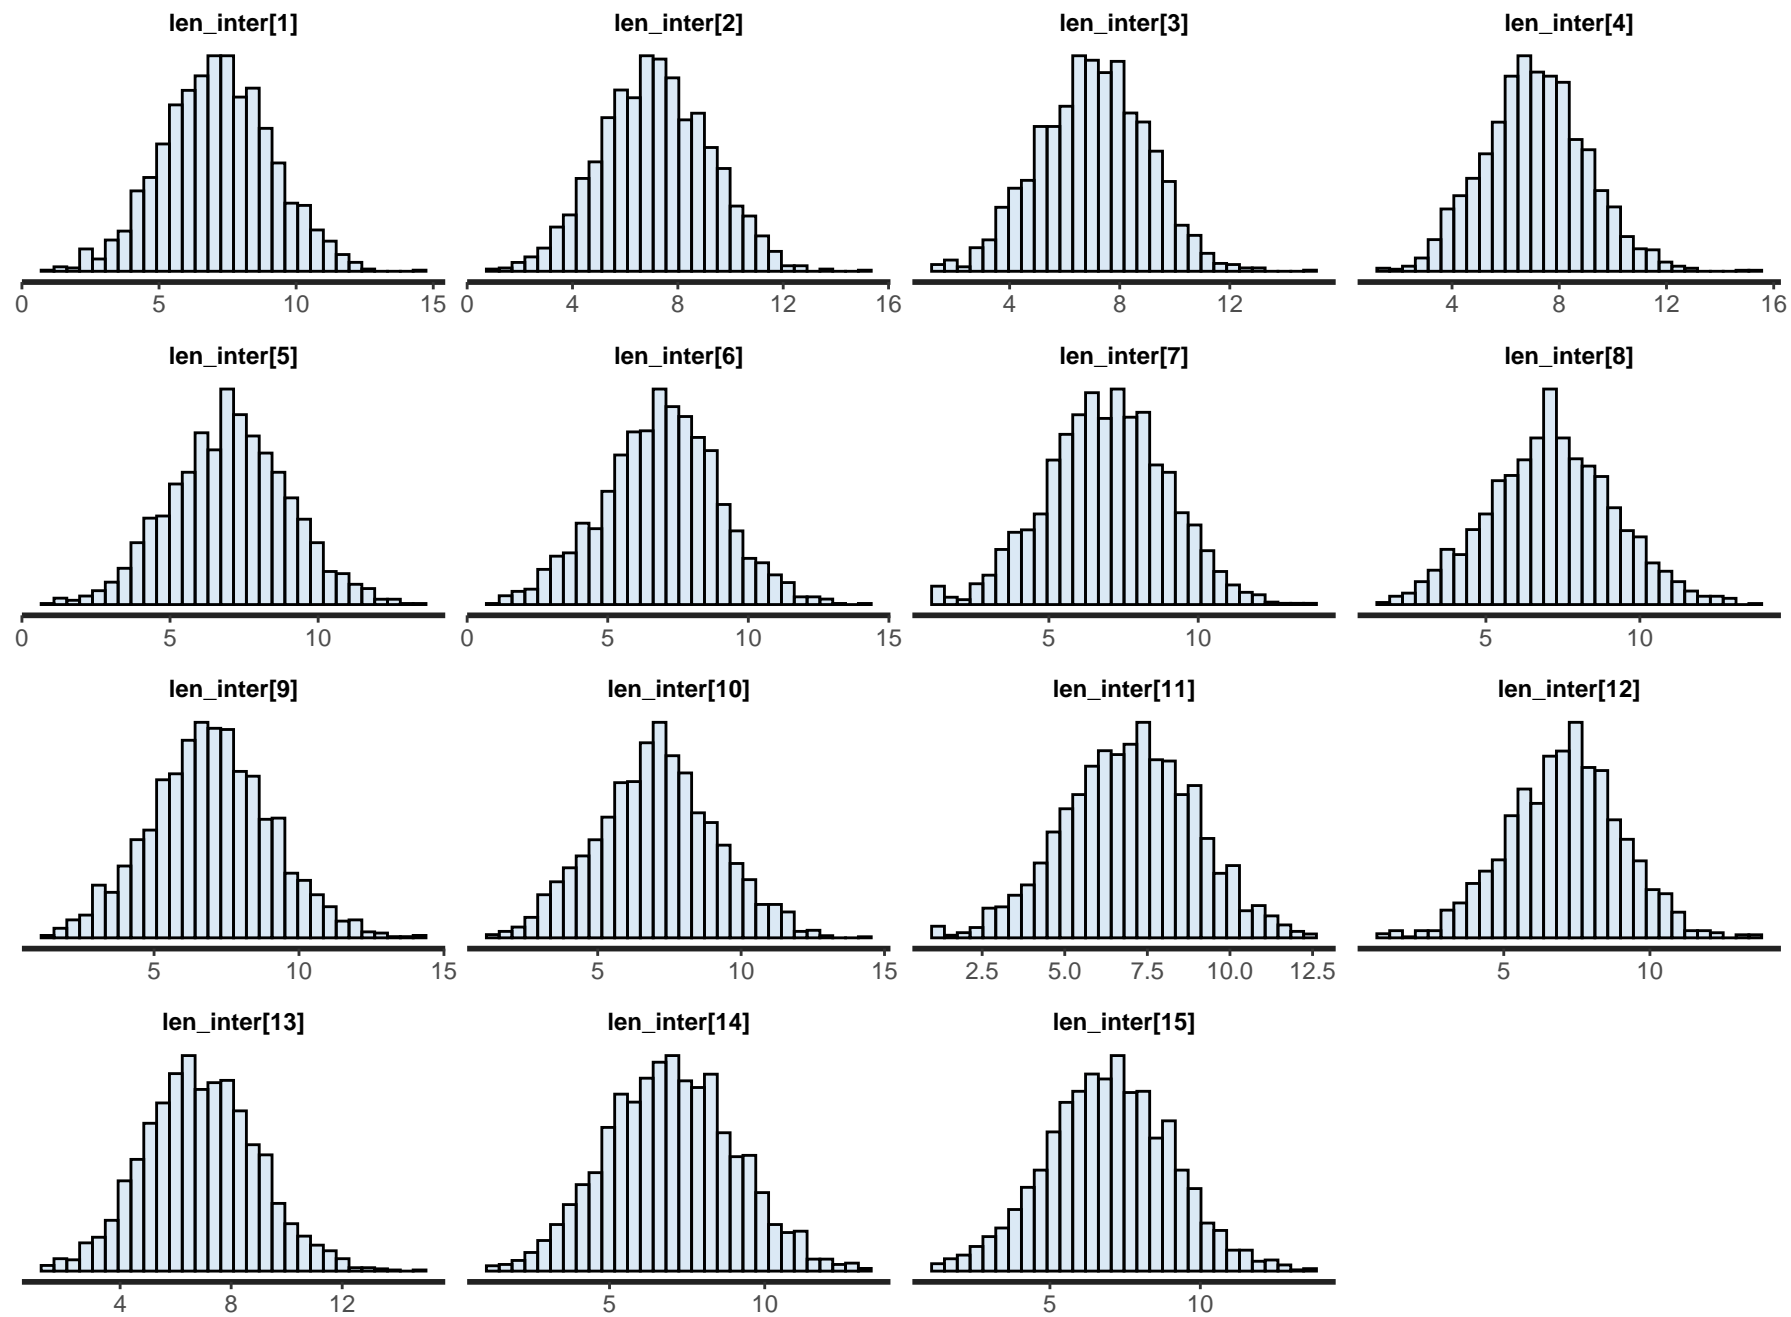 len_inter[1] len_inter[2] len_inter[3] len_inter[4]
0 5 10 15 0 4 8 12 16 4 8 12 4 8 12 16
len_inter[5] len_inter[6] len_inter[7] len_inter[8]
0 5 10 0 5 10 15 5 10 5 10
len_inter[9] len_inter[10] len_inter[11] len_inter[12]
5 10 15 5 10 15 2.5 5.0 7.5 10.0 12.5 5 10
len_inter[13] len_inter[14] len_inter[15]
4 8 12 5 10 5 10